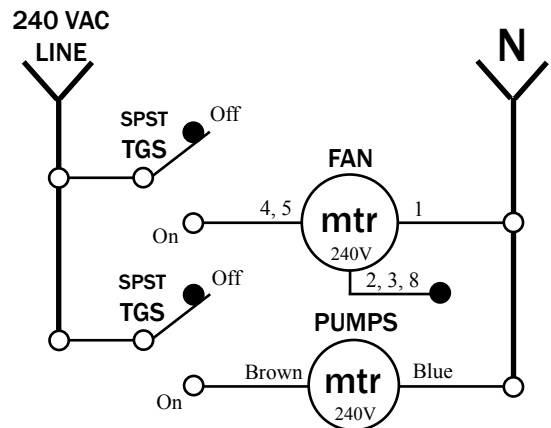 240 VAC
LINE
N
SPST
TGS
Off
FAN
On
4, 5
mtr
240V
1
2, 3, 8
SPST
TGS
Off
PUMPS
On
Brown
mtr
240V
Blue